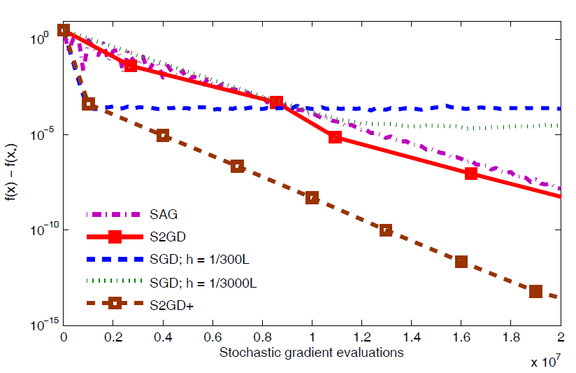 10^0
10^-5
10^-10
10^-15
f(x) − f(x*)
SAG
S2GD
SGD; h = 1/300L
SGD; h = 1/3000L
S2GD+
0 0.2 0.4 0.6 0.8 1.0 1.2 1.4 1.6 1.8 2
Stochastic gradient evaluations
x 10^7